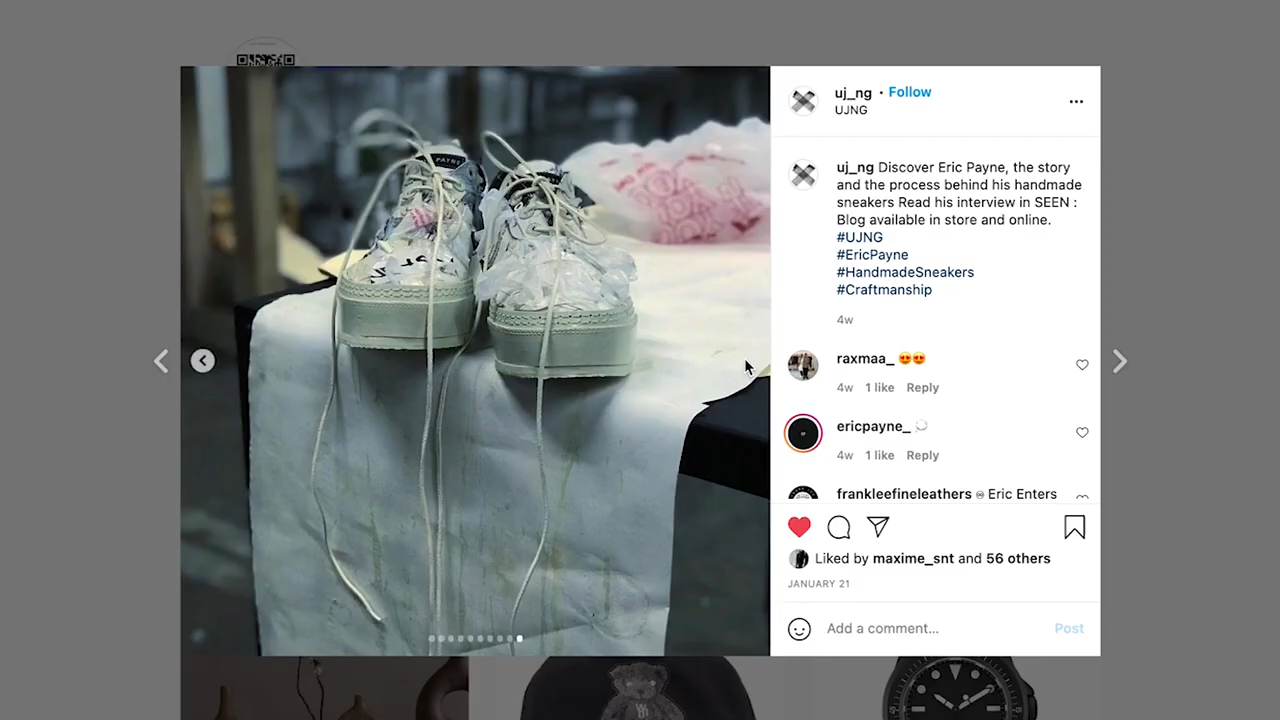 uj_ng • Follow
UJNG
uj_ng Discover Eric Payne, the story
and the process behind his handmade
sneakers Read his interview in SEEN :
Blog available in store and online.
#UJNG
#EricPayne
#HandmadeSneakers
#Craftmanship
4w
raxmaa_ 😍😍
4w 1 like Reply
ericpayne_ 💭
4w 1 like Reply
frankleefineleathers ♾ Eric Enters
Liked by maxime_snt and 56 others
JANUARY 21
Add a comment... Post
PAYNE